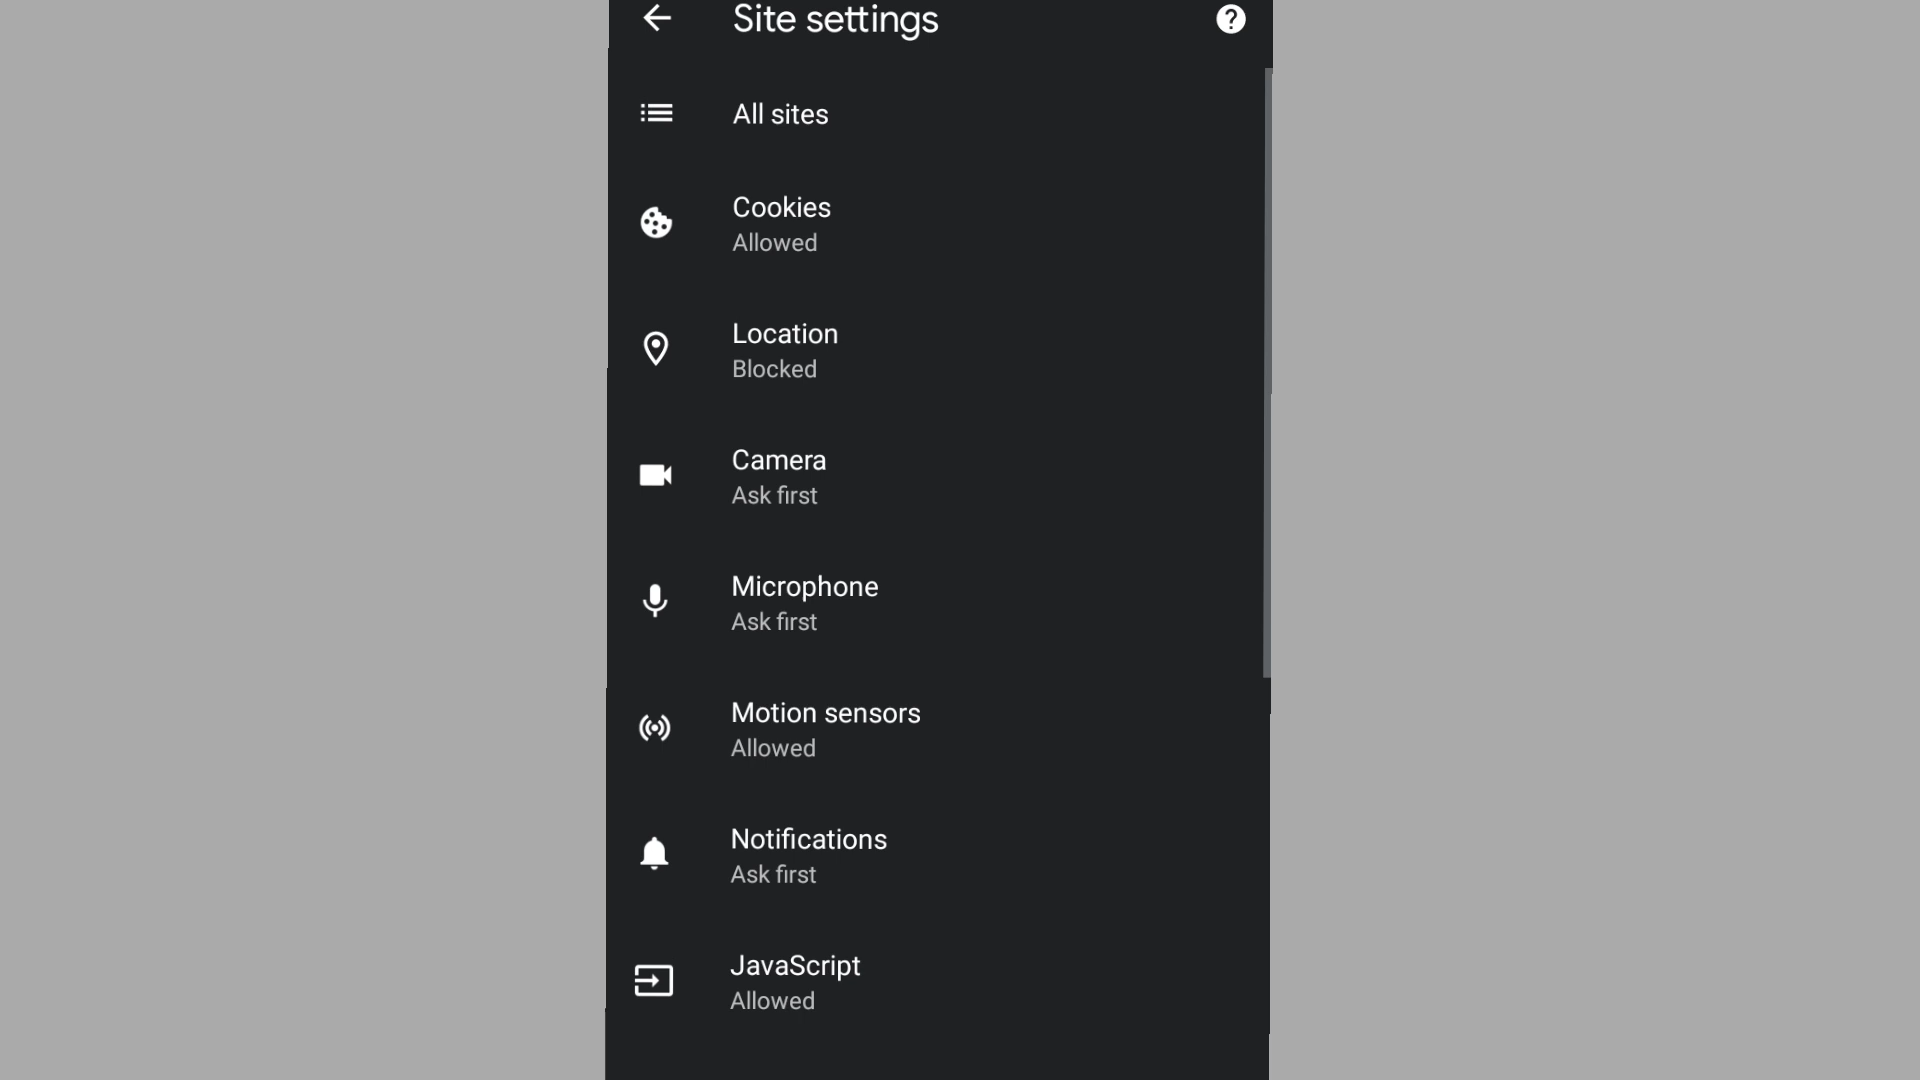 Site settings
All sites
Cookies
Allowed
Location
Blocked
Camera
Ask first
Microphone
Ask first
Motion sensors
Allowed
Notifications
Ask first
JavaScript
Allowed